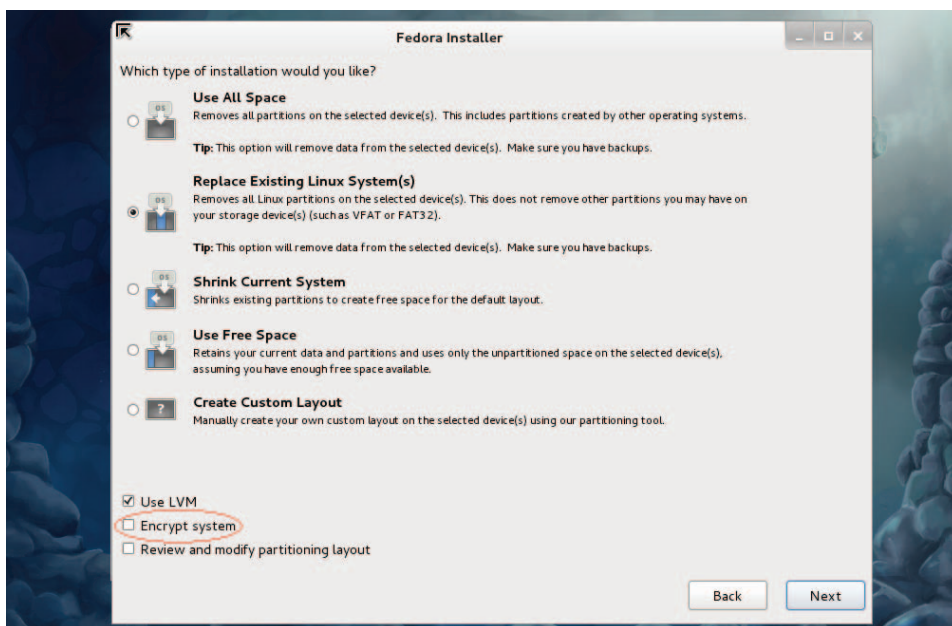 Fedora Installer
Which type of installation would you like?
OS
Use All Space
Removes all partitions on the selected device(s). This includes partitions created by other operating systems.
Tip: This option will remove data from the selected device(s). Make sure you have backups.
OS
Replace Existing Linux System(s)
Removes all Linux partitions on the selected device(s). This does not remove other partitions you may have on
your storage device(s) (such as VFAT or FAT32).
Tip: This option will remove data from the selected device(s). Make sure you have backups.
OS
Shrink Current System
Shrinks existing partitions to create free space for the default layout.
OS
Use Free Space
Retains your current data and partitions and uses only the unpartitioned space on the selected device(s),
assuming you have enough free space available.
?
Create Custom Layout
Manually create your own custom layout on the selected device(s) using our partitioning tool.
Use LVM
Encrypt system
Review and modify partitioning layout
Back
Next